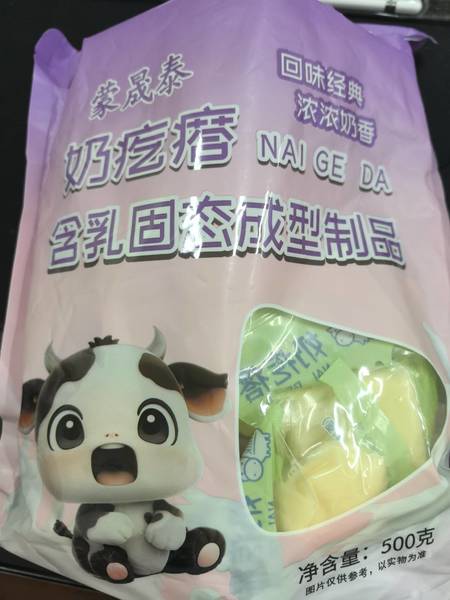 蒙晟泰
回味经典
浓浓奶香
奶疙瘩
NAI GE DA
含乳固态成型制品
净含量：500克
图片仅供参考，以实物为准